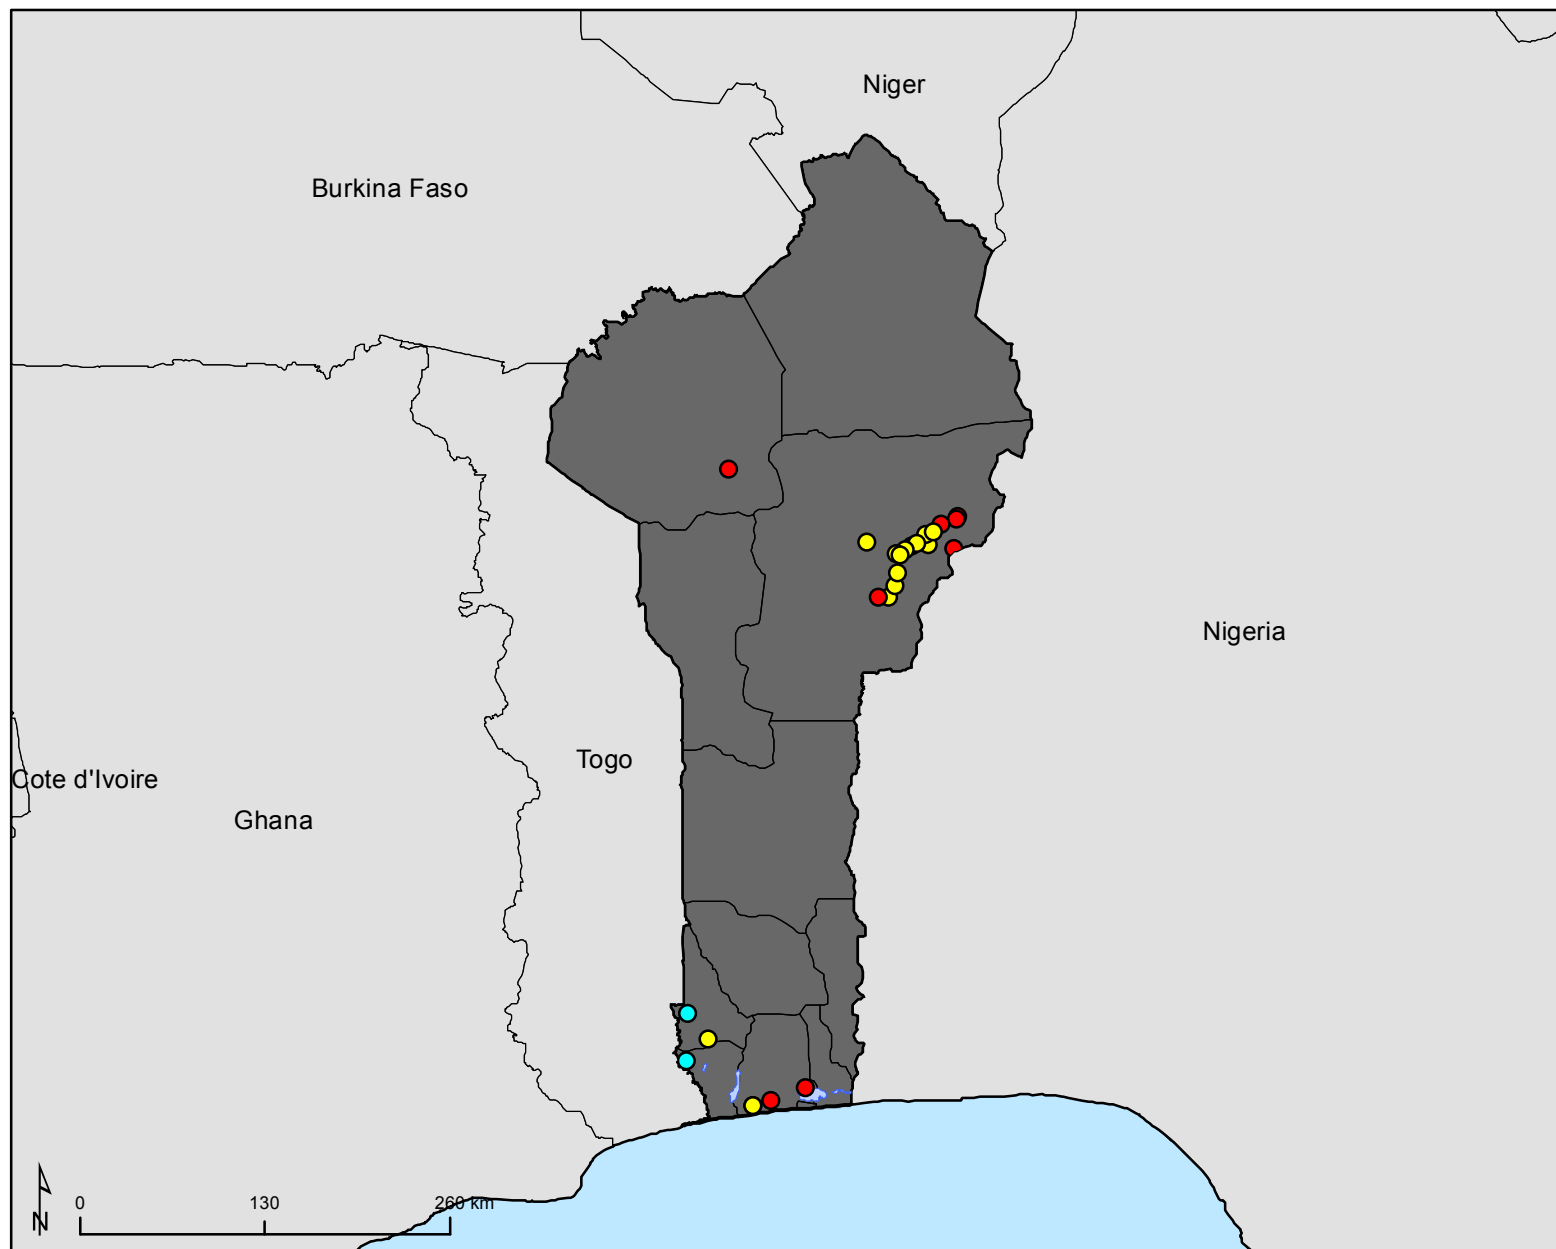 Niger
Burkina Faso
Nigeria
Togo
Cote d'Ivoire
Ghana
0 130 260 km
N